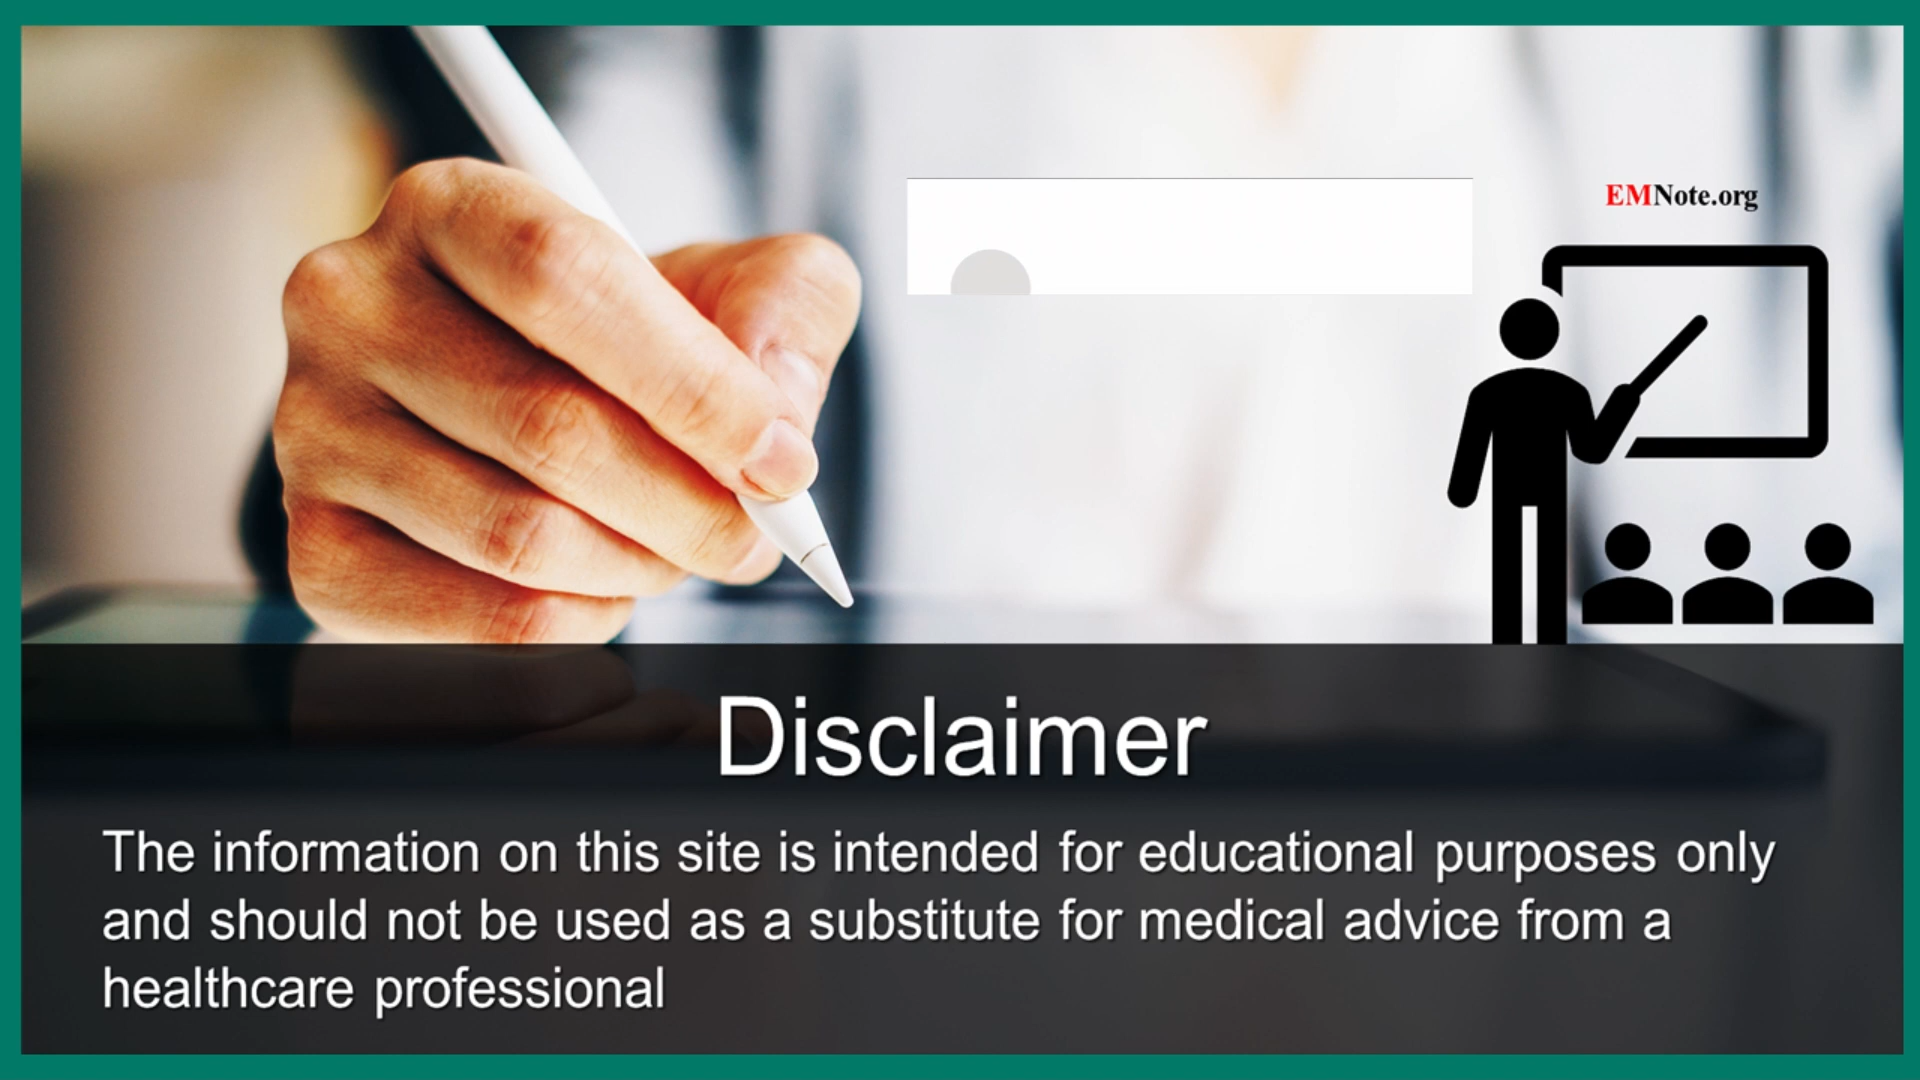 EMNote.org
Disclaimer
The information on this site is intended for educational purposes only
and should not be used as a substitute for medical advice from a
healthcare professional